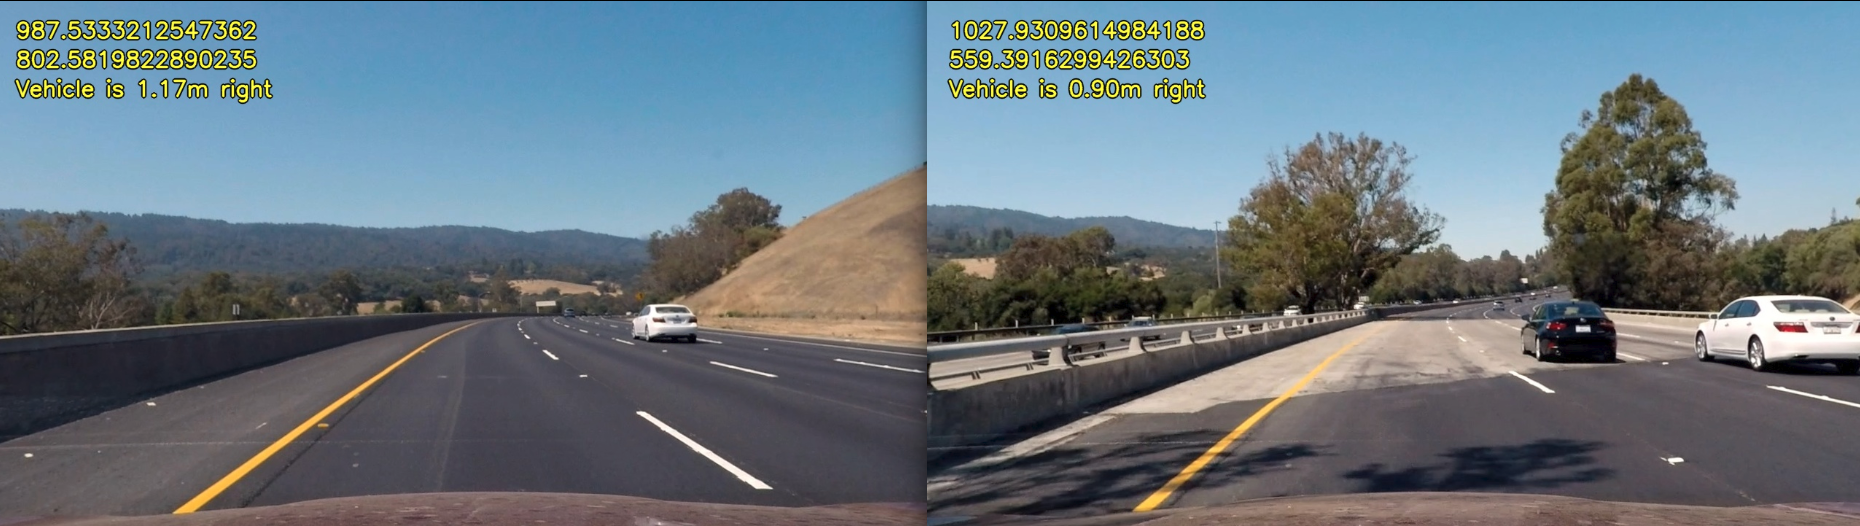 987.5333212547362
802.5819822890235
Vehicle is 1.17m right
1027.9309614984188
559.3916299426303
Vehicle is 0.90m right